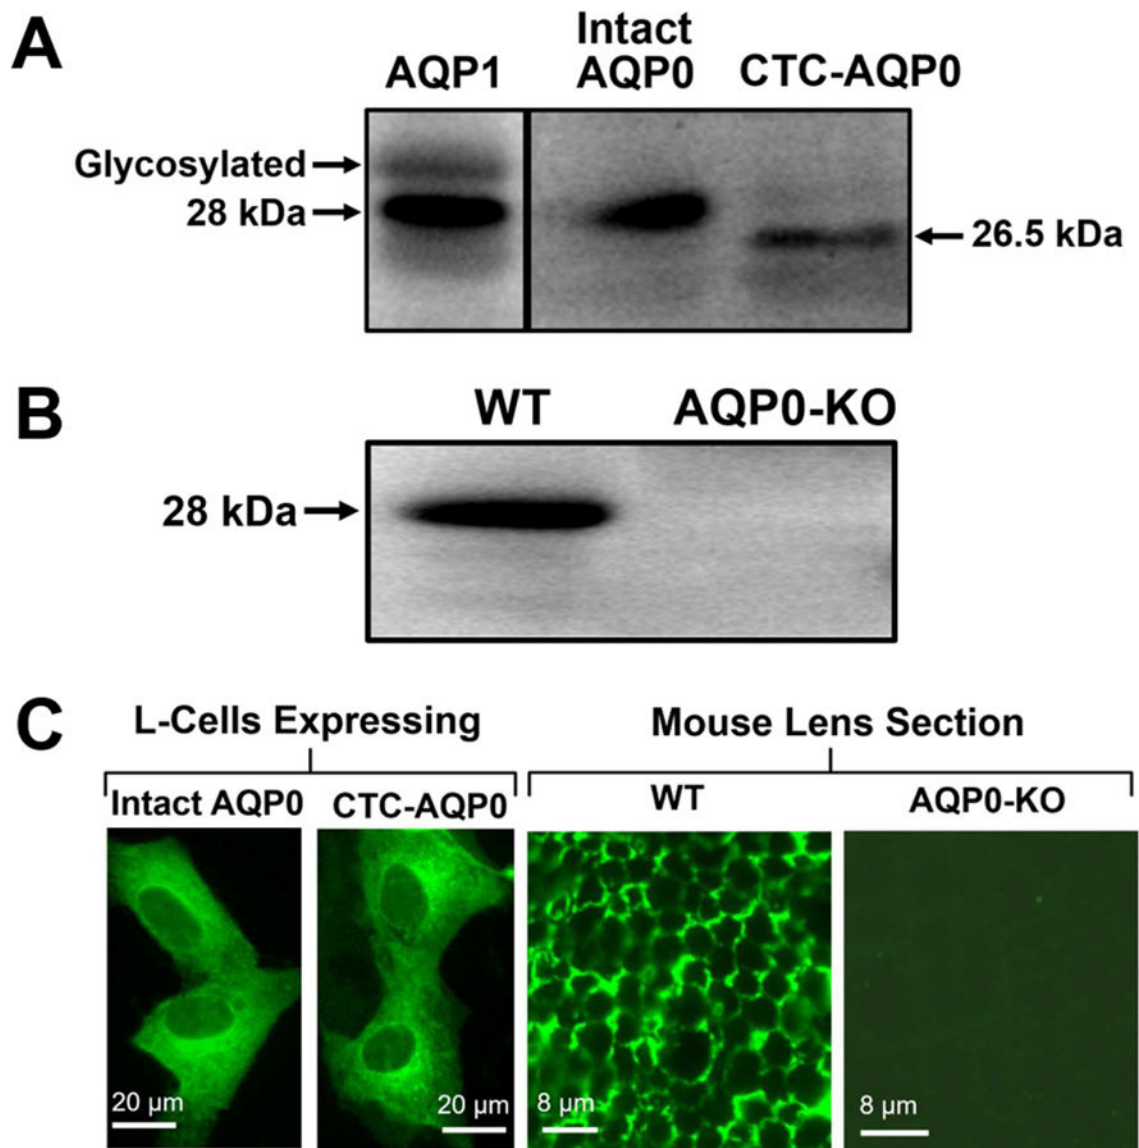 A
AQP1
Intact
AQP0
CTC-AQP0
Glycosylated
28 kDa
26.5 kDa
B
WT
AQP0-KO
28 kDa
C
L-Cells Expressing
Mouse Lens Section
Intact AQP0
CTC-AQP0
WT
AQP0-KO
20 µm
20 µm
8 µm
8 µm